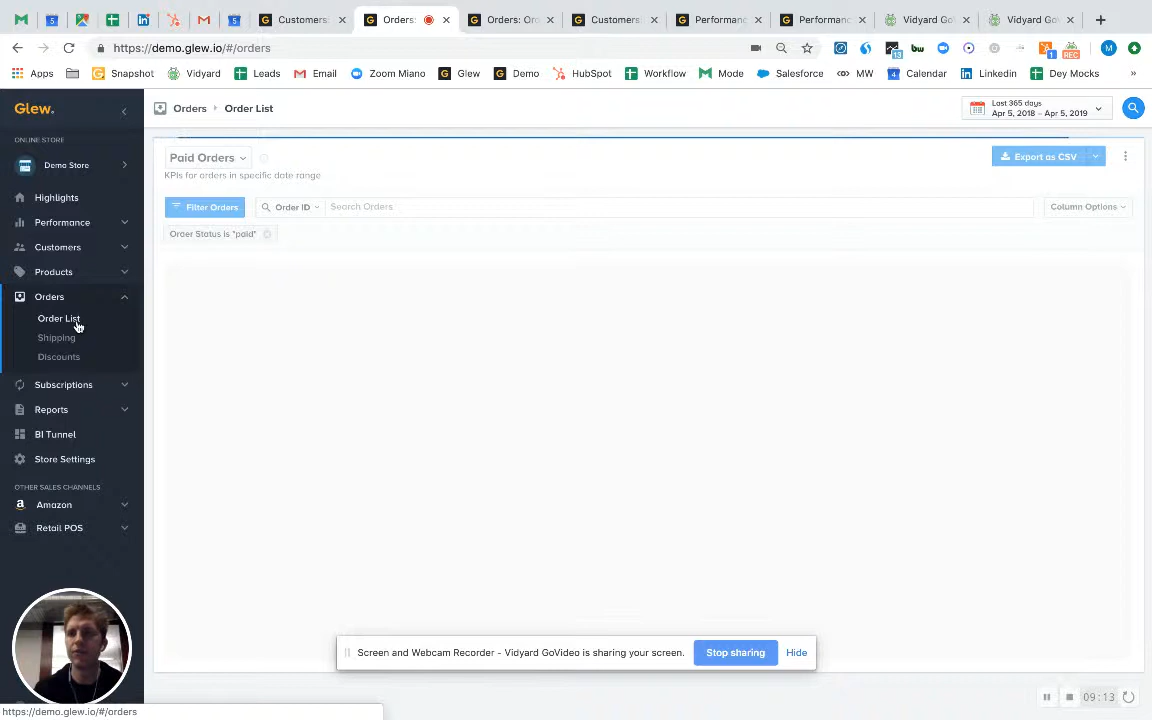 Customers:
Orders:
Orders: Ord
Customers:
Performanc
Performanc
Vidyard Go
Vidyard Go
https://demo.glew.io/#/orders
13
1
REC
M
Apps
Snapshot
Vidyard
Leads
Email
Zoom Miano
Glew
Demo
HubSpot
Workflow
Mode
Salesforce
MW
Calendar
Linkedin
Dey Mocks
»
Glew.
Orders
Order List
Last 365 days
Apr 5, 2018 – Apr 5, 2019
ONLINE STORE
Demo Store
Highlights
Performance
Customers
Products
Orders
Order List
Shipping
Discounts
Subscriptions
Reports
BI Tunnel
Store Settings
OTHER SALES CHANNELS
Amazon
Retail POS
Paid Orders
Export as CSV
KPIs for orders in specific date range
Filter Orders
Order ID
Search Orders
Column Options
Order Status is "paid"
Screen and Webcam Recorder - Vidyard GoVideo is sharing your screen.
Stop sharing
Hide
09:13
https://demo.glew.io/#/orders